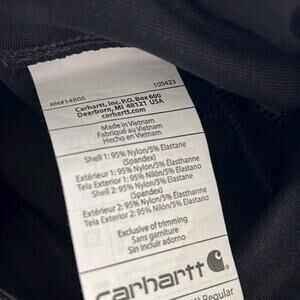 RN#14806 100423
Carhartt, Inc. P.O. Box 600
Dearborn, MI 48121 USA
carhartt.com
Made in Vietnam
Fabriqué au Vietnam
Hecho en Vietnam
Shell 1: 95% Nylon/5% Elastane
(Spandex)
Extérieur 1: 95% Nylon/5% Élasthanne
Tela Exterior 1: 95% Nilón/5% Elastano
Shell 2: 95% Nylon/5% Elastane
(Spandex)
Extérieur 2: 95% Nylon/5% Élasthanne
Tela Exterior 2: 95% Nilón/5% Elastano
Exclusive of trimming
Sans garniture
Sin incluir adorno
carhartt
Regular